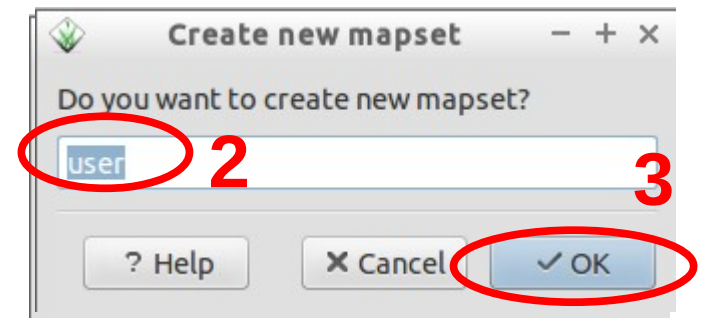 Create new mapset
Do you want to create new mapset?
user 2
3
? Help Cancel OK